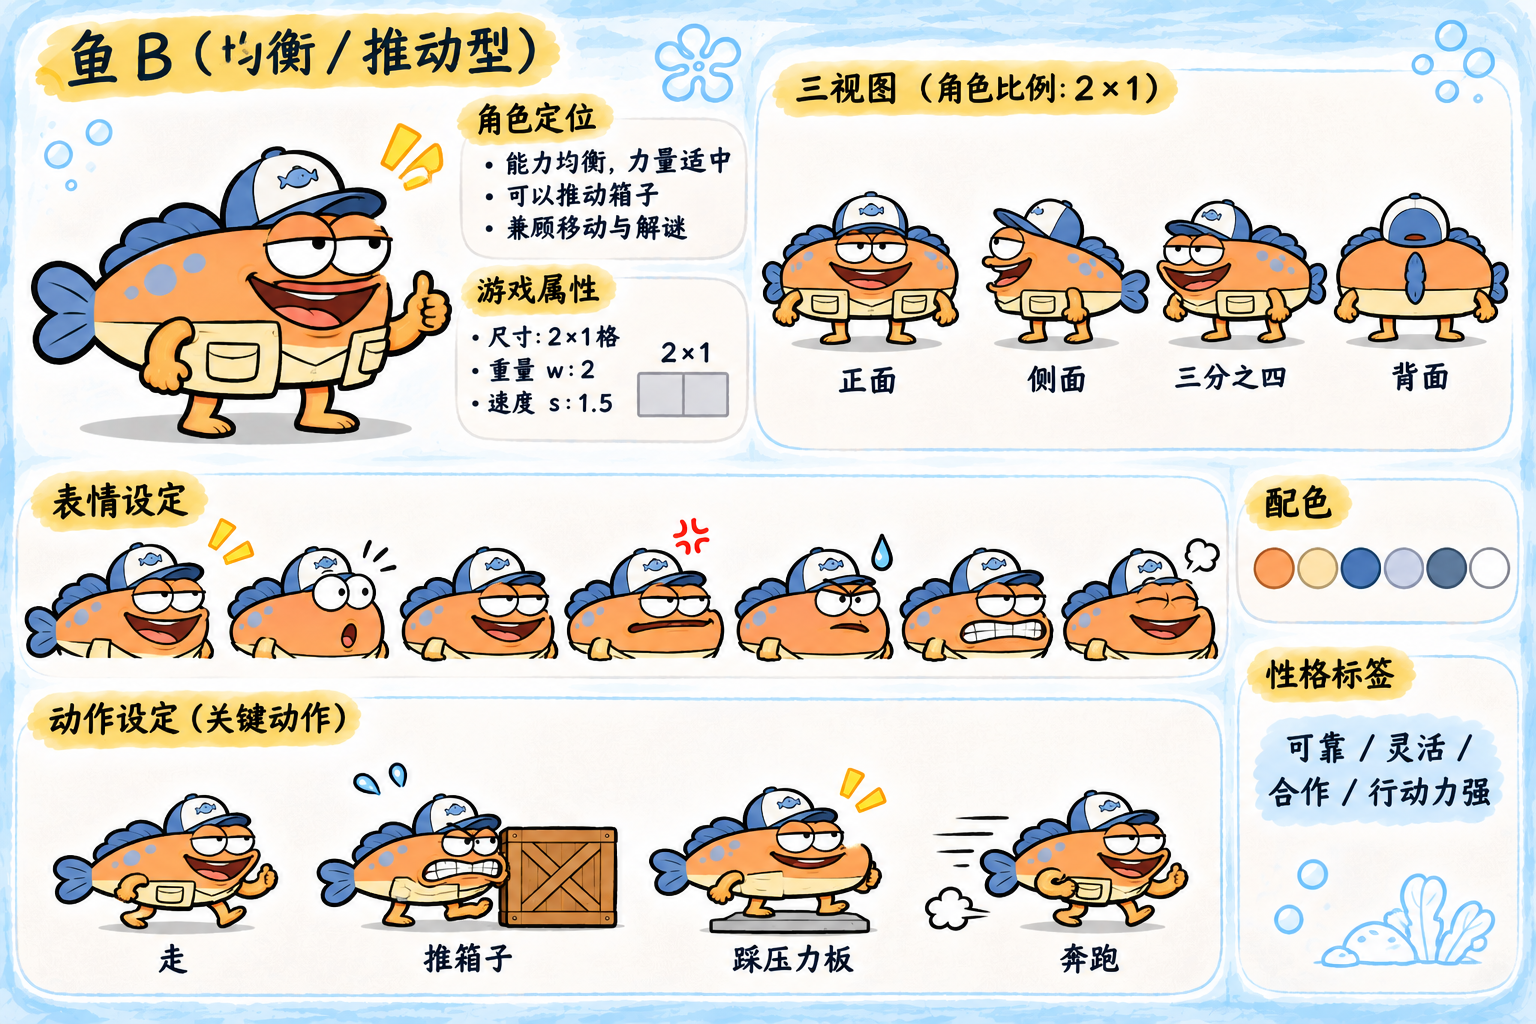 鱼 B（均衡 / 推动型）
角色定位
• 能力均衡, 力量适中
• 可以推动箱子
• 兼顾移动与解谜
游戏属性
• 尺寸: 2×1格
• 重量 w: 2
• 速度 s: 1.5
2×1
三视图（角色比例: 2×1）
正面
侧面
三分之四
背面
表情设定
配色
性格标签
可靠 / 灵活 /
合作 / 行动力强
动作设定（关键动作）
走
推箱子
踩压力板
奔跑